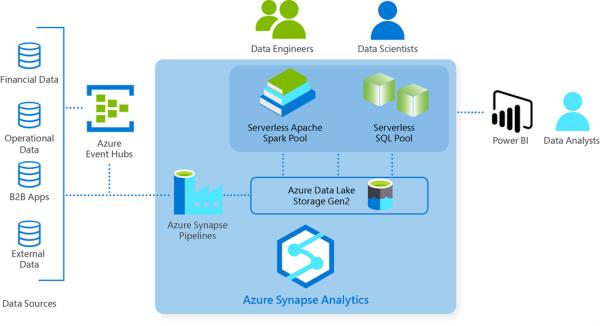 Data Engineers
Data Scientists
Financial Data
Operational
Data
B2B Apps
External
Data
Data Sources
Azure
Event Hubs
Azure Synapse
Pipelines
Serverless Apache
Spark Pool
Serverless
SQL Pool
Azure Data Lake
Storage Gen2
Azure Synapse Analytics
Power BI
Data Analysts